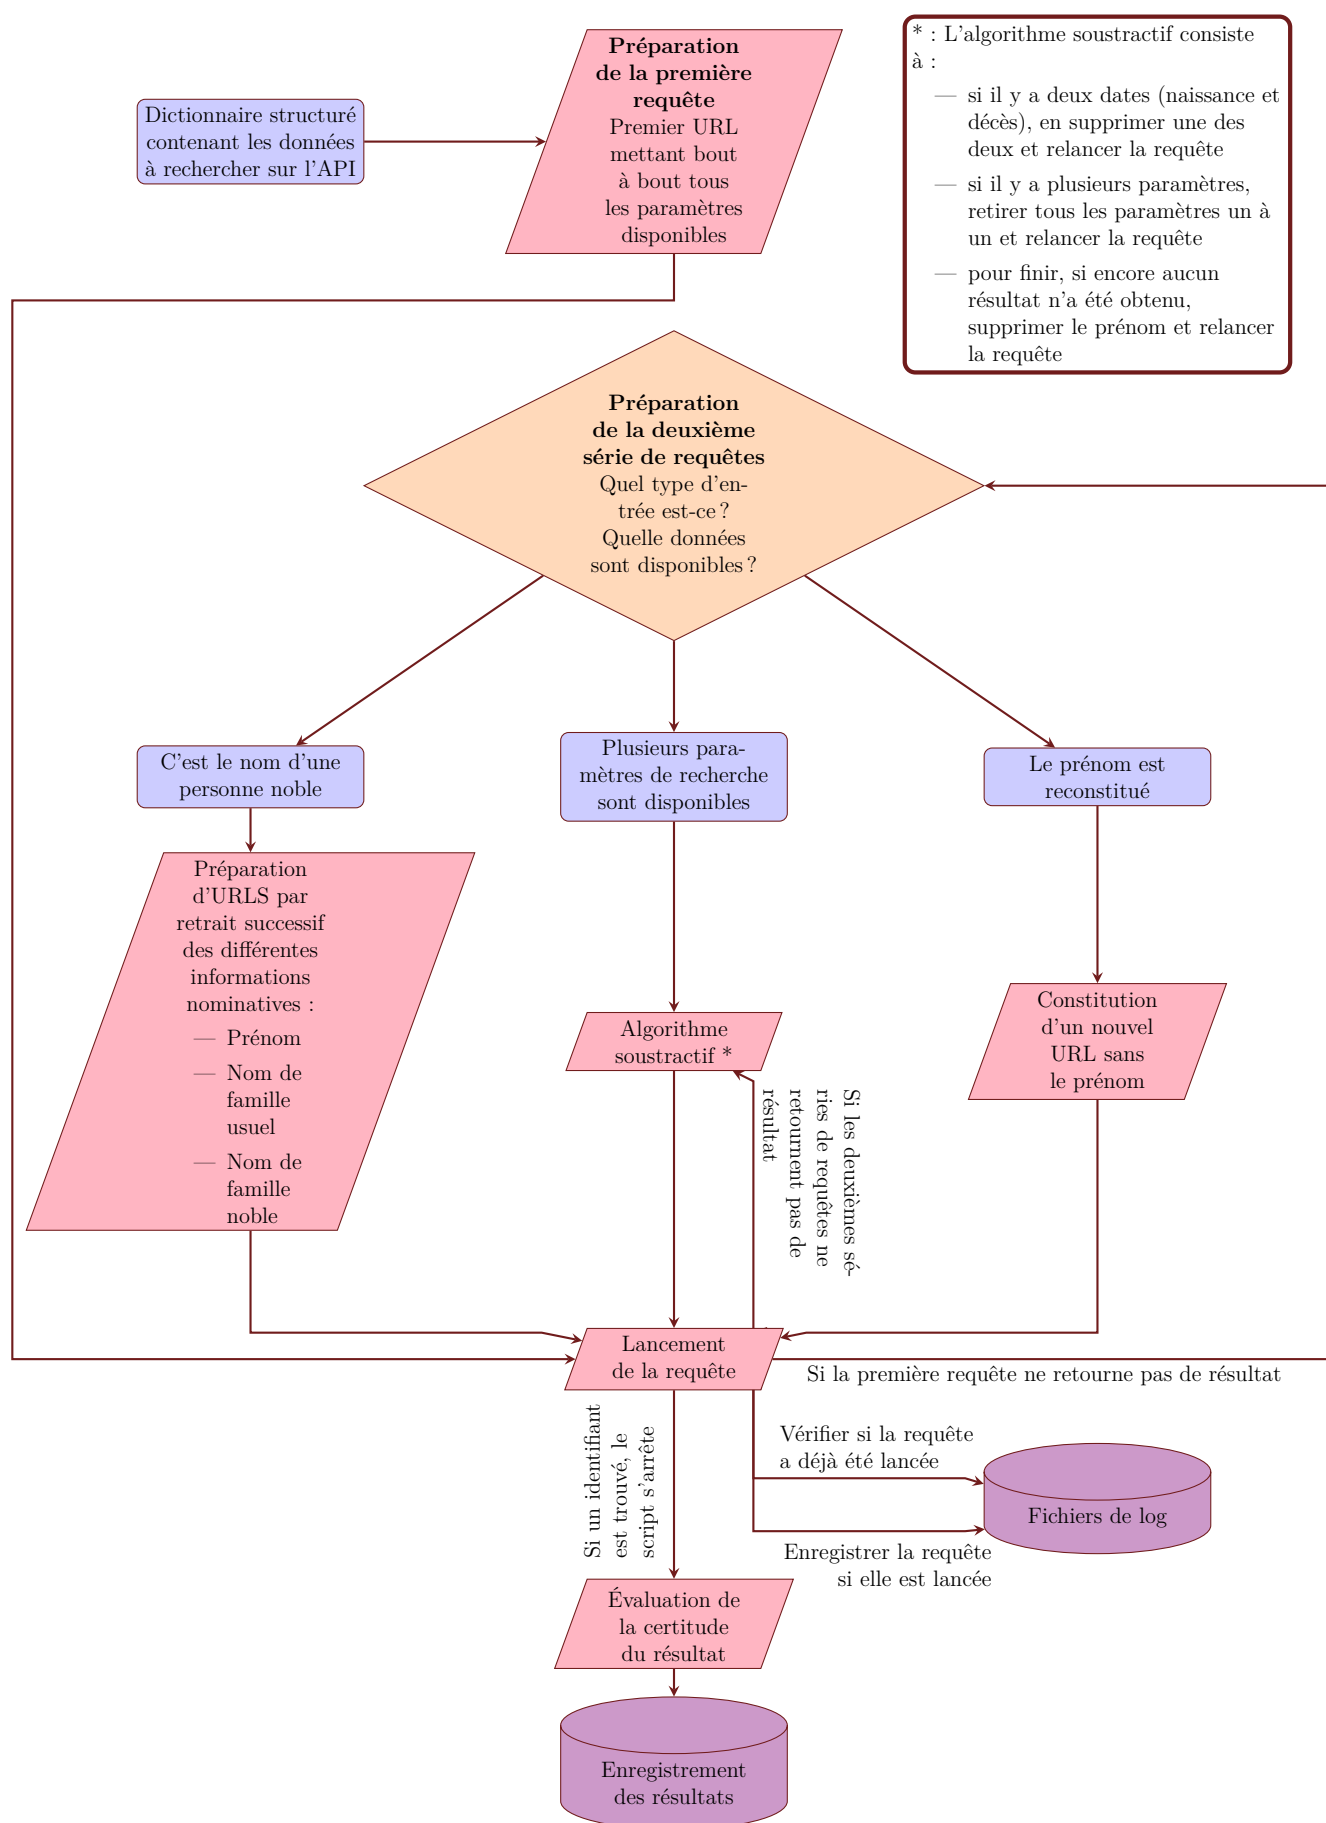 Dictionnaire structuré
contenant les données
à rechercher sur l'API
Préparation
de la première
requête
Premier URL
mettant bout
à bout tous
les paramètres
disponibles
* : L'algorithme soustractif consiste
à :
— si il y a deux dates (naissance et
décès), en supprimer une des
deux et relancer la requête
— si il y a plusieurs paramètres,
retirer tous les paramètres un à
un et relancer la requête
— pour finir, si encore aucun
résultat n'a été obtenu,
supprimer le prénom et relancer
la requête
Préparation
de la deuxième
série de requêtes
Quel type d'en-
trée est-ce ?
Quelle données
sont disponibles ?
C'est le nom d'une
personne noble
Plusieurs para-
mètres de recherche
sont disponibles
Le prénom est
reconstitué
Préparation
d'URLS par
retrait successif
des différentes
informations
nominatives :
— Prénom
— Nom de
famille
usuel
— Nom de
famille
noble
Algorithme
soustractif *
Constitution
d'un nouvel
URL sans
le prénom
Si les deuxièmes sé-
ries de requêtes ne
retournent pas de
résultat
Lancement
de la requête
Si la première requête ne retourne pas de résultat
Si un identifiant
est trouvé, le
script s'arrête
Vérifier si la requête
a déjà été lancée
Fichiers de log
Enregistrer la requête
si elle est lancée
Évaluation de
la certitude
du résultat
Enregistrement
des résultats